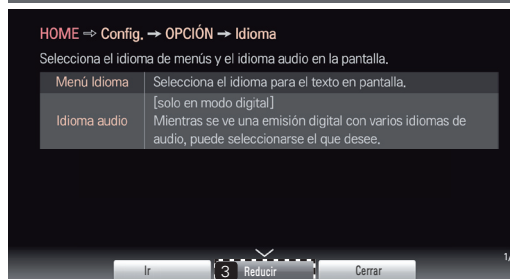 HOME ⇨ Config. → OPCIÓN → Idioma
Selecciona el idioma de menús y el idioma audio en la pantalla.
Menú Idioma Selecciona el idioma para el texto en pantalla.
[solo en modo digital]
Idioma audio Mientras se ve una emisión digital con varios idiomas de
audio, puede seleccionarse el que desee.
1/
Ir 3 Reducir Cerrar